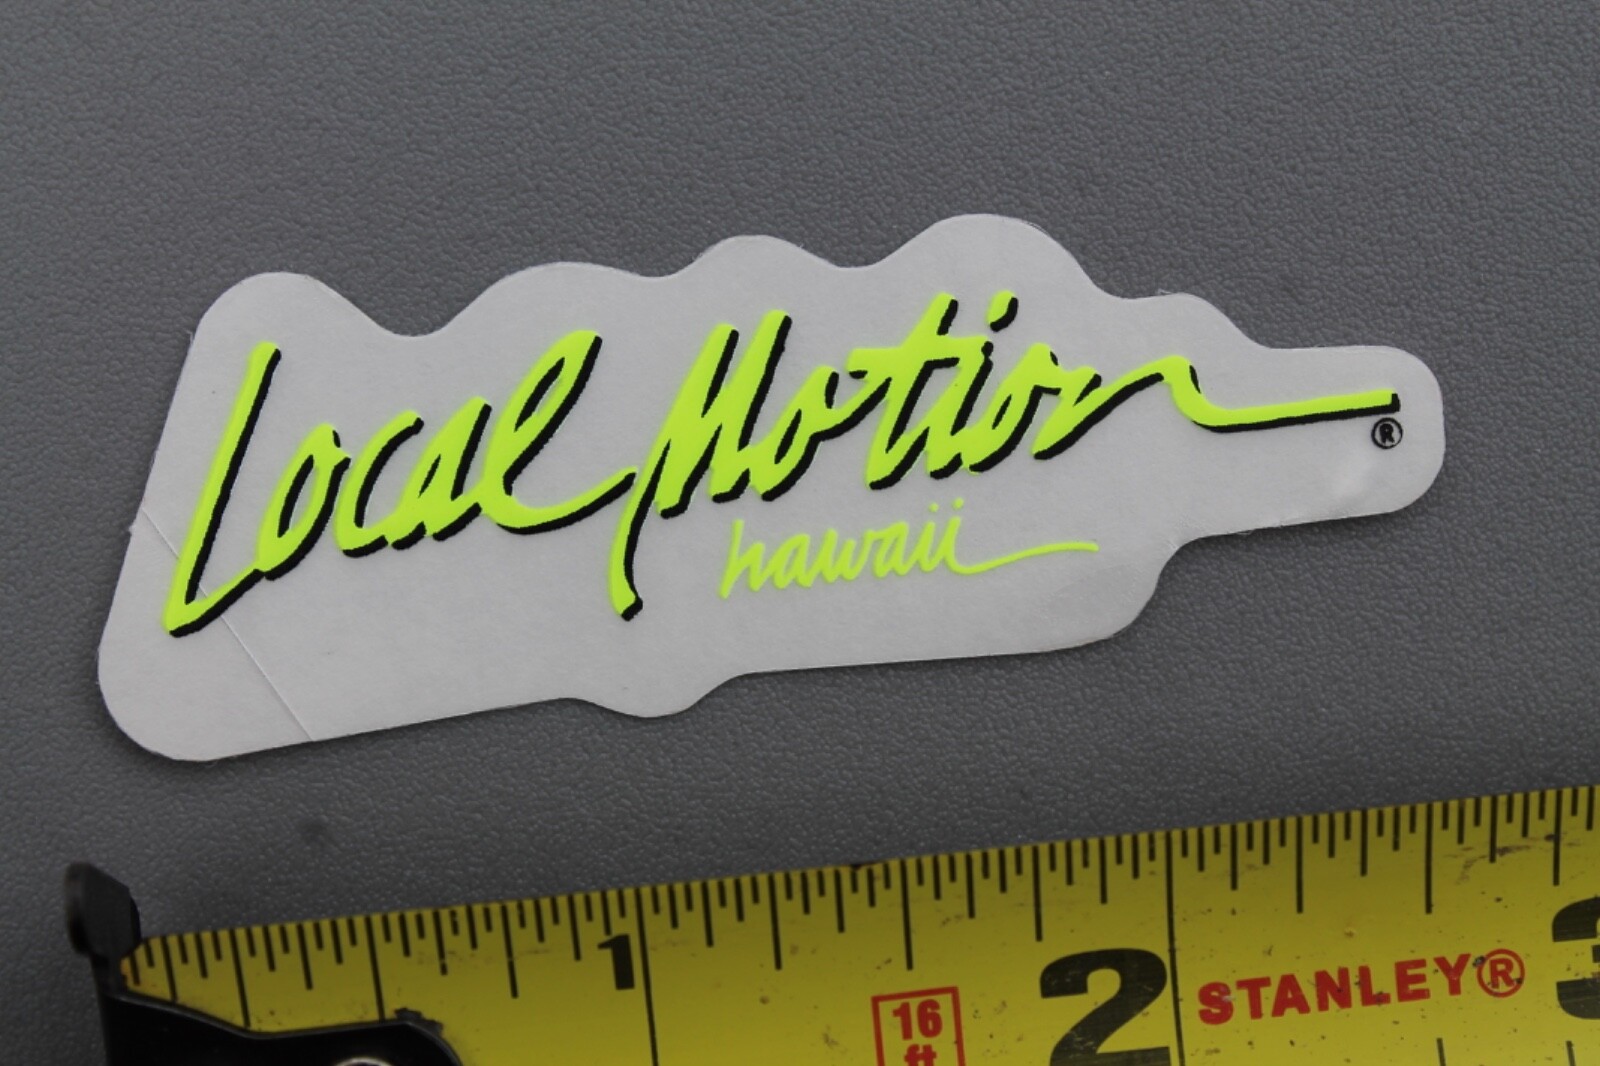 Local Motion
®
hawaii
1
2
STANLEY®
3
16
ft